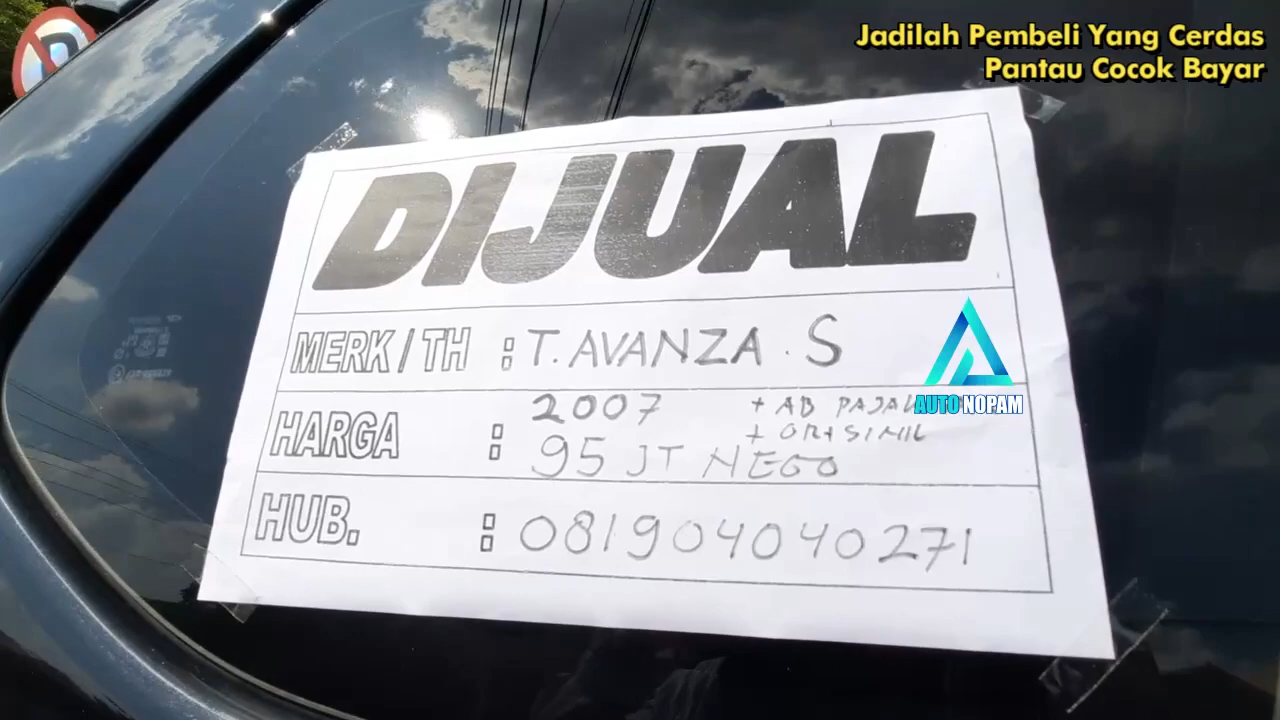 Jadilah Pembeli Yang Cerdas
Pantau Cocok Bayar
DIJUAL
MERK / TH : T. AVANZA . S
2007 + AB PAJAK
+ ORISINIL
HARGA : 95 JT NEGO
HUB. : 081904040271
AUTO NOPAM